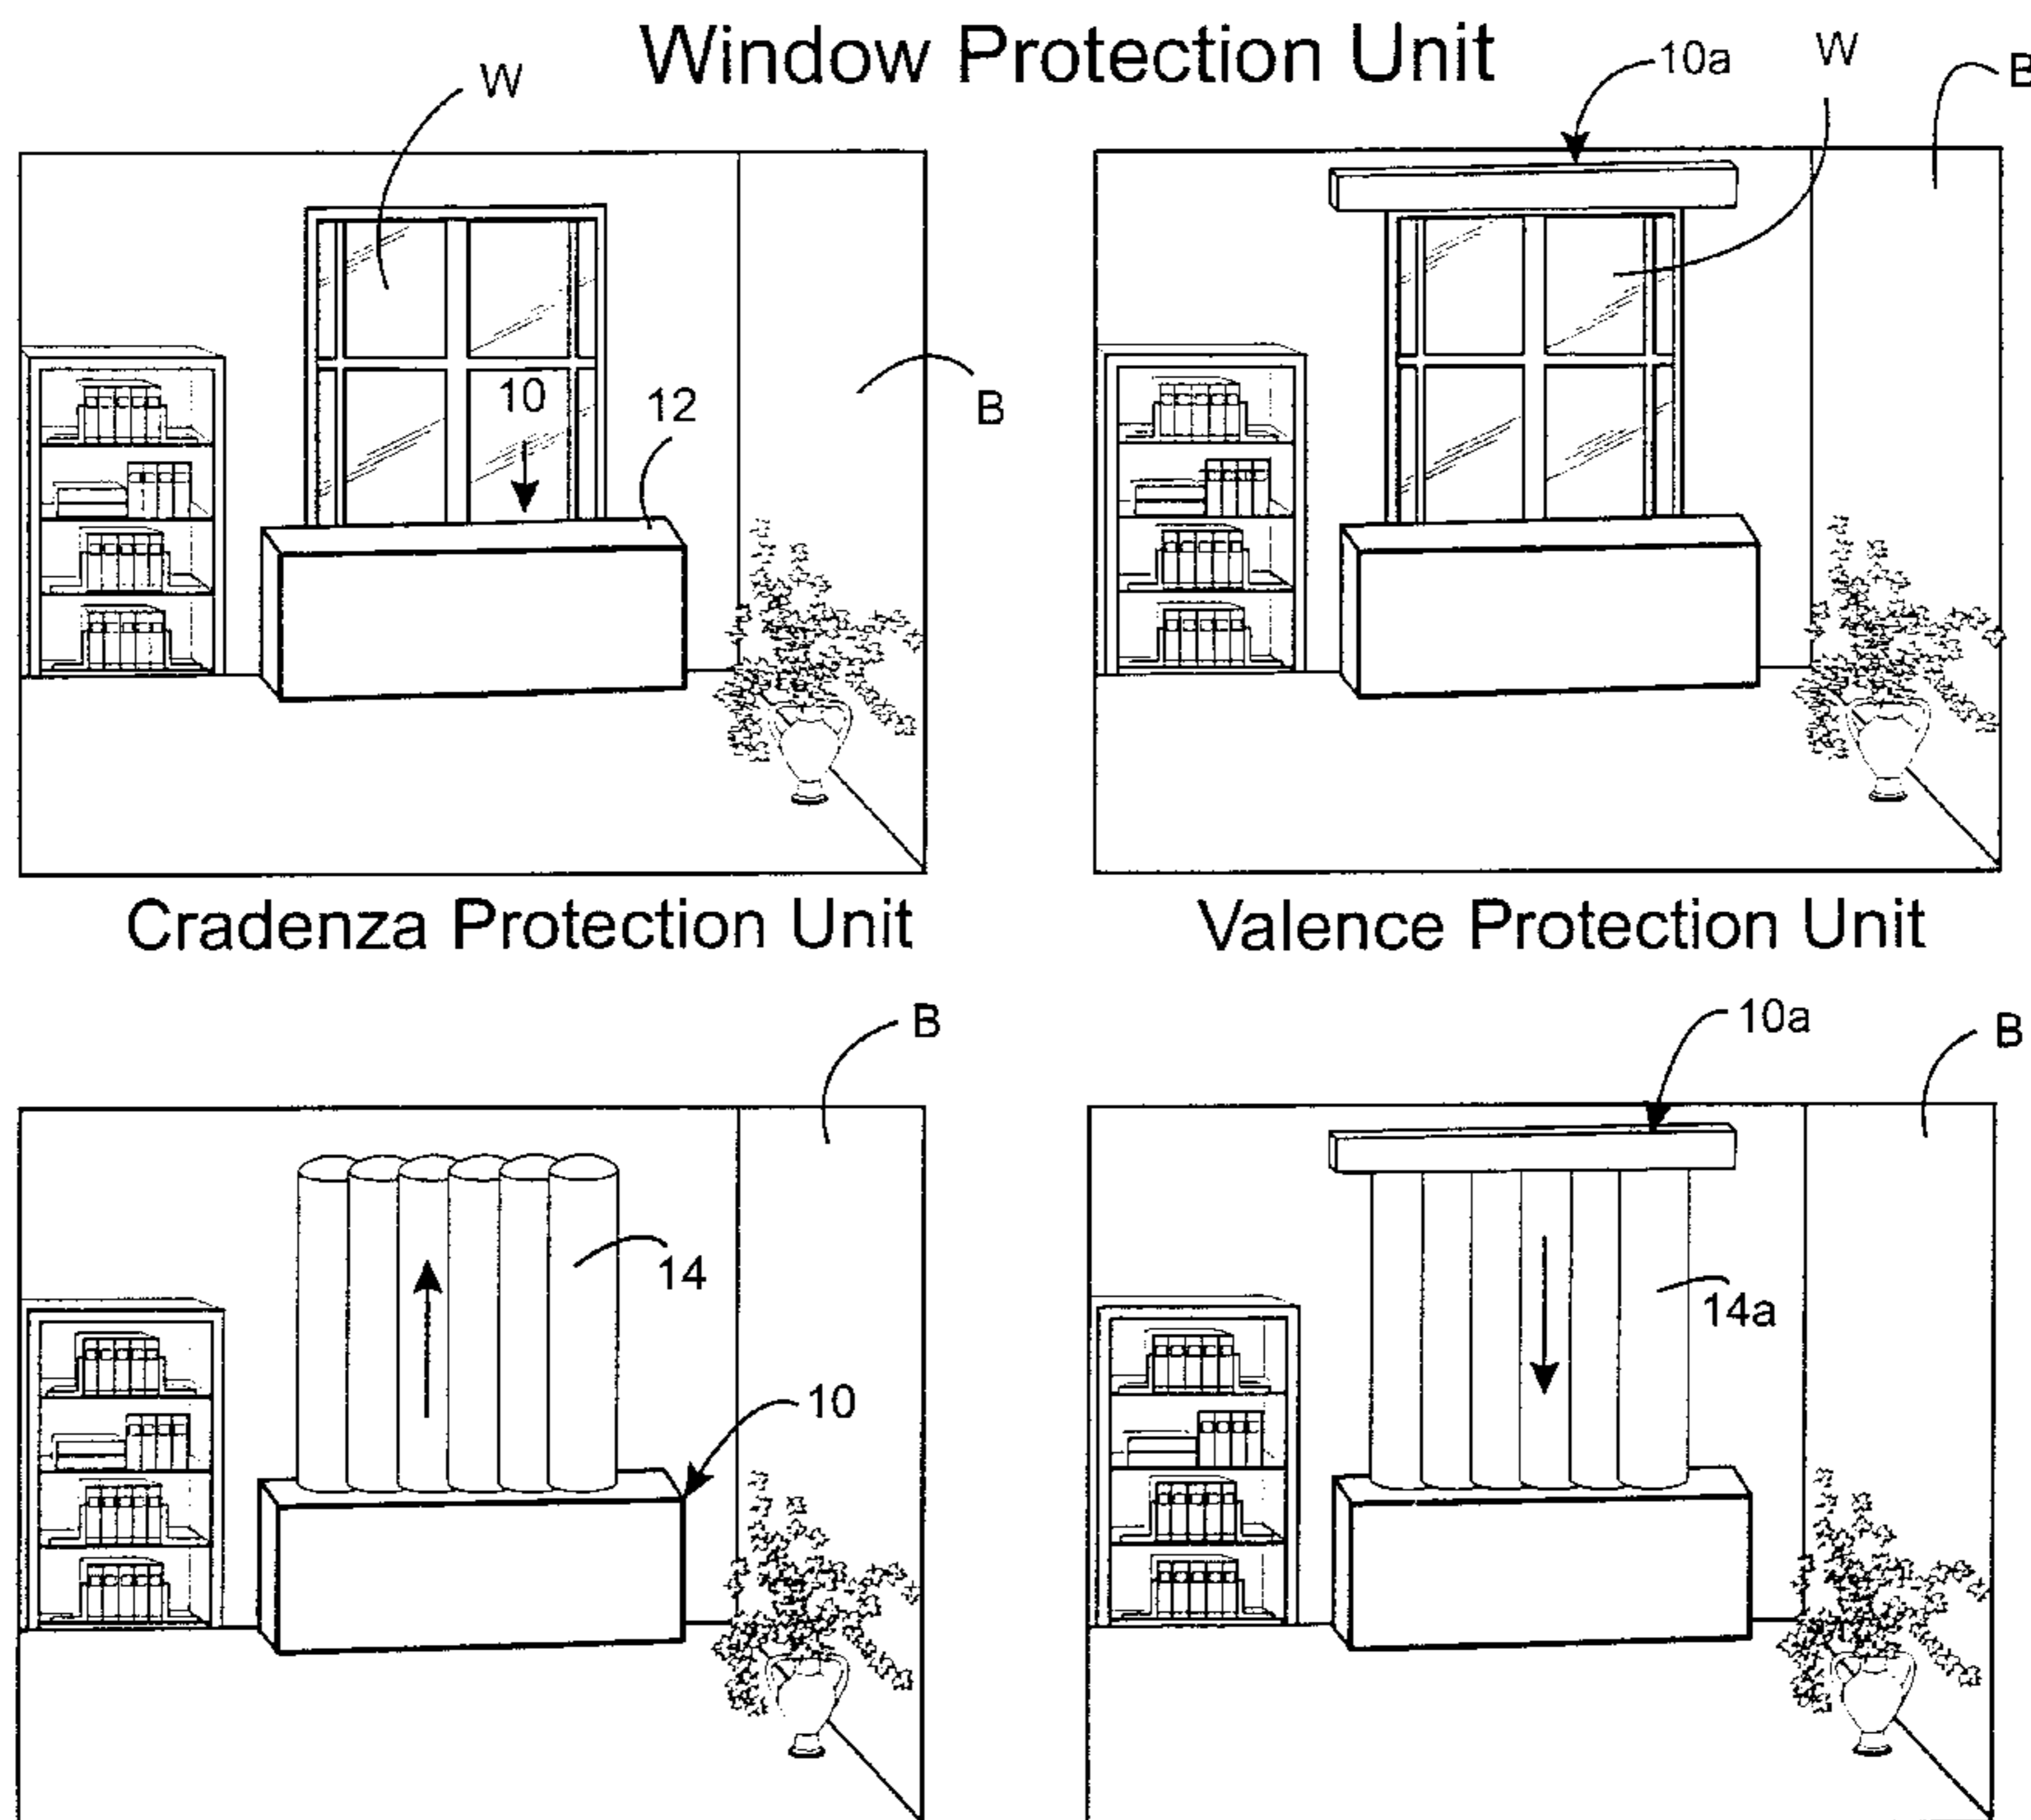 Window Protection Unit
W
10a
W
B
10
12
B
Cradenza Protection Unit
Valence Protection Unit
B
10a
B
14
14a
10